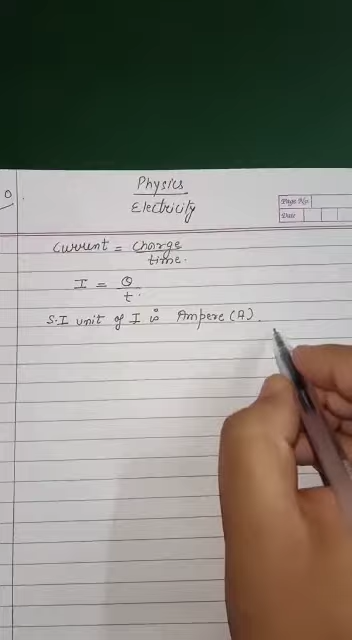 Physics
Electricity
Page No:
Date
Current = Charge
time.
I = Q
t.
S.I unit of I is Ampere (A).